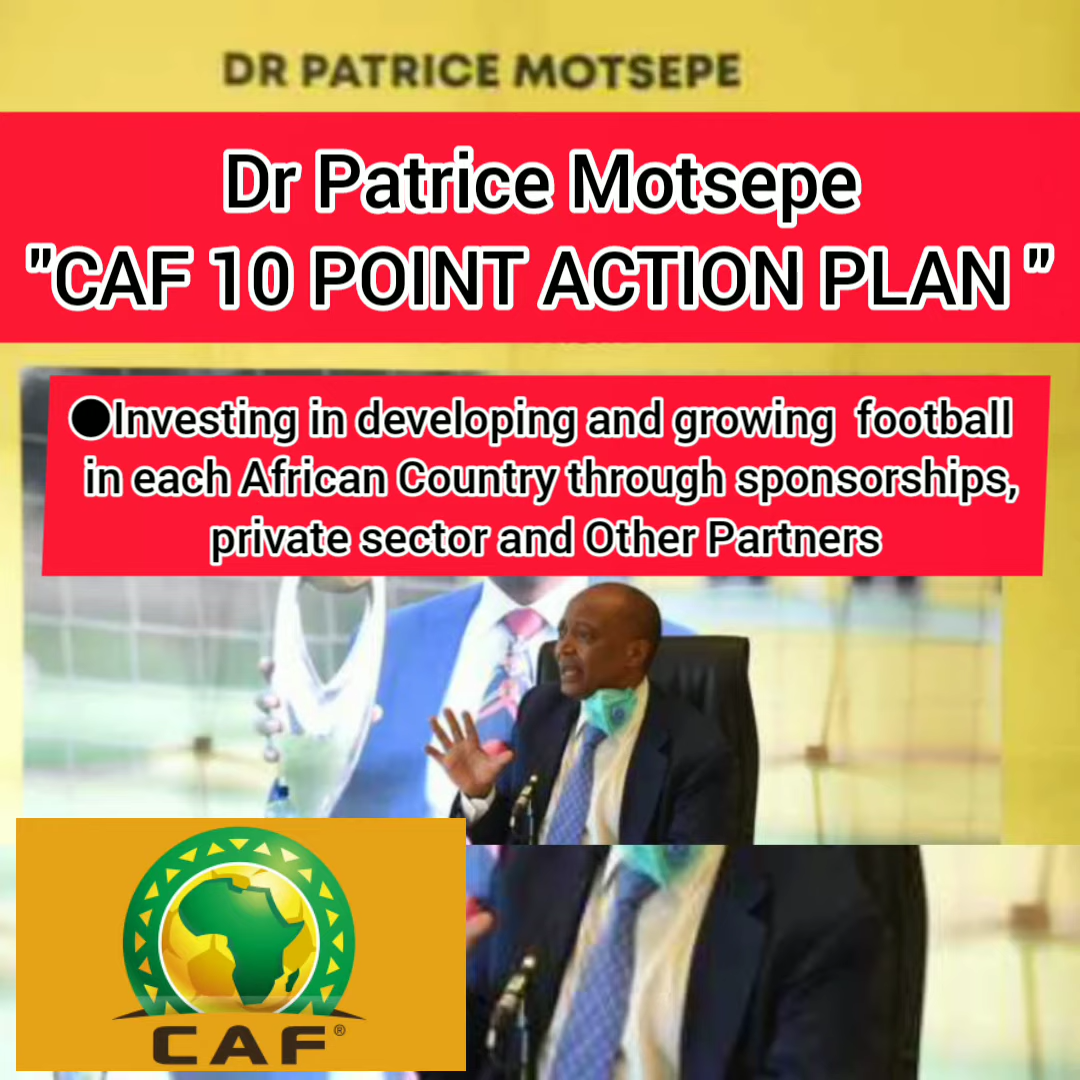 DR PATRICE MOTSEPE
Dr Patrice Motsepe
"CAF 10 POINT ACTION PLAN "
●Investing in developing and growing  football
in each African Country through sponsorships,
private sector and Other Partners
CAF®